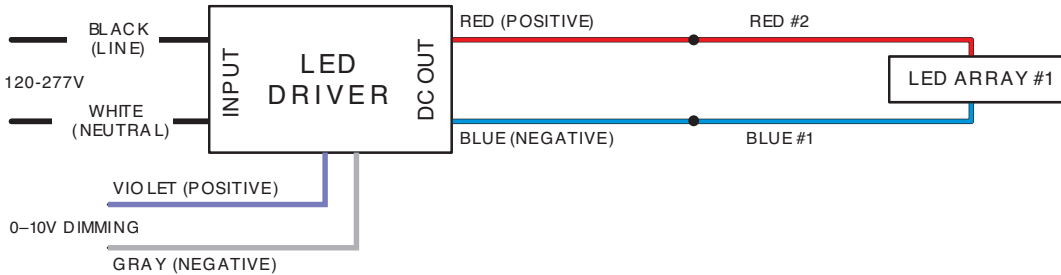 BLACK
(LINE)
120-277V
WHITE
(NEUTRAL)
INPUT
LED
DRIVER
DC OUT
RED (POSITIVE)
RED #2
LED ARRAY #1
BLUE (NEGATIVE)
BLUE #1
VIOLET (POSITIVE)
0–10V DIMMING
GRAY (NEGATIVE)